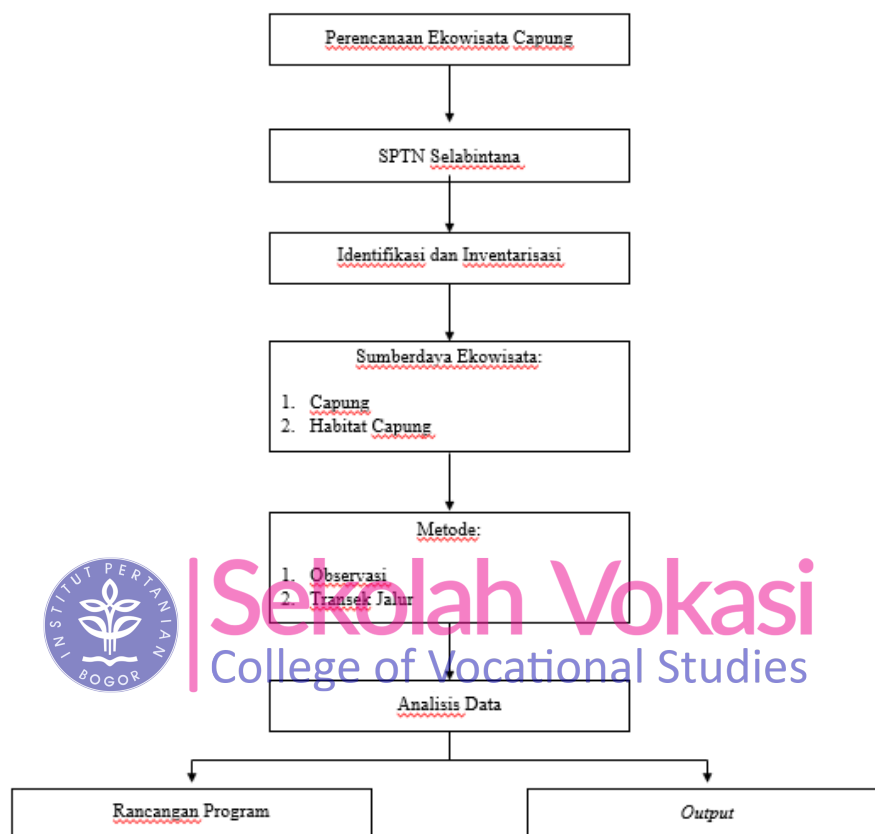 Perencanaan Ekowisata Capung
SPTN Selabintana
Identifikasi dan Inventarisasi
Sumberdaya Ekowisata:
1. Capung
2. Habitat Capung
Metode:
1. Observasi
2. Transek Jalur
INSTITUT PERTANIAN
BOGOR
Sekolah Vokasi
College of Vocational Studies
Analisis Data
Rancangan Program
Output